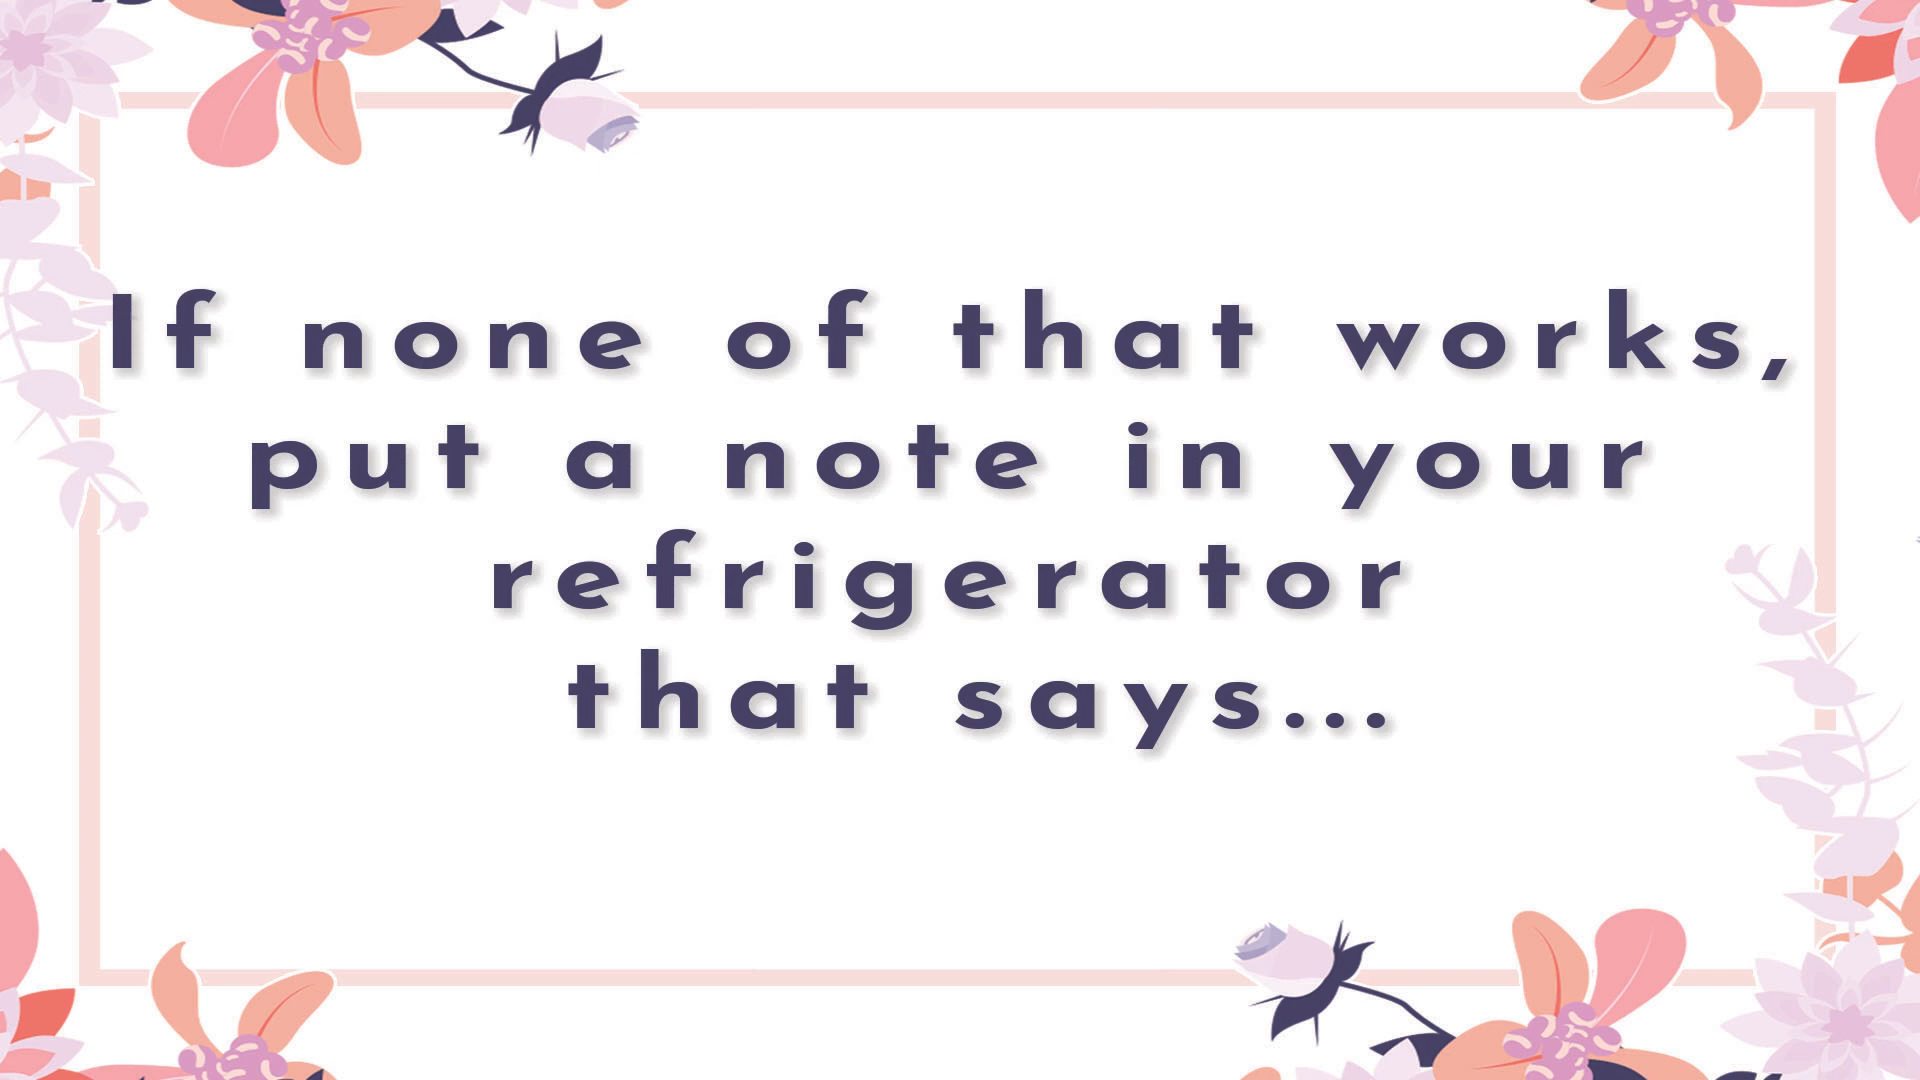 If none of that works,
put a note in your
refrigerator
that says...